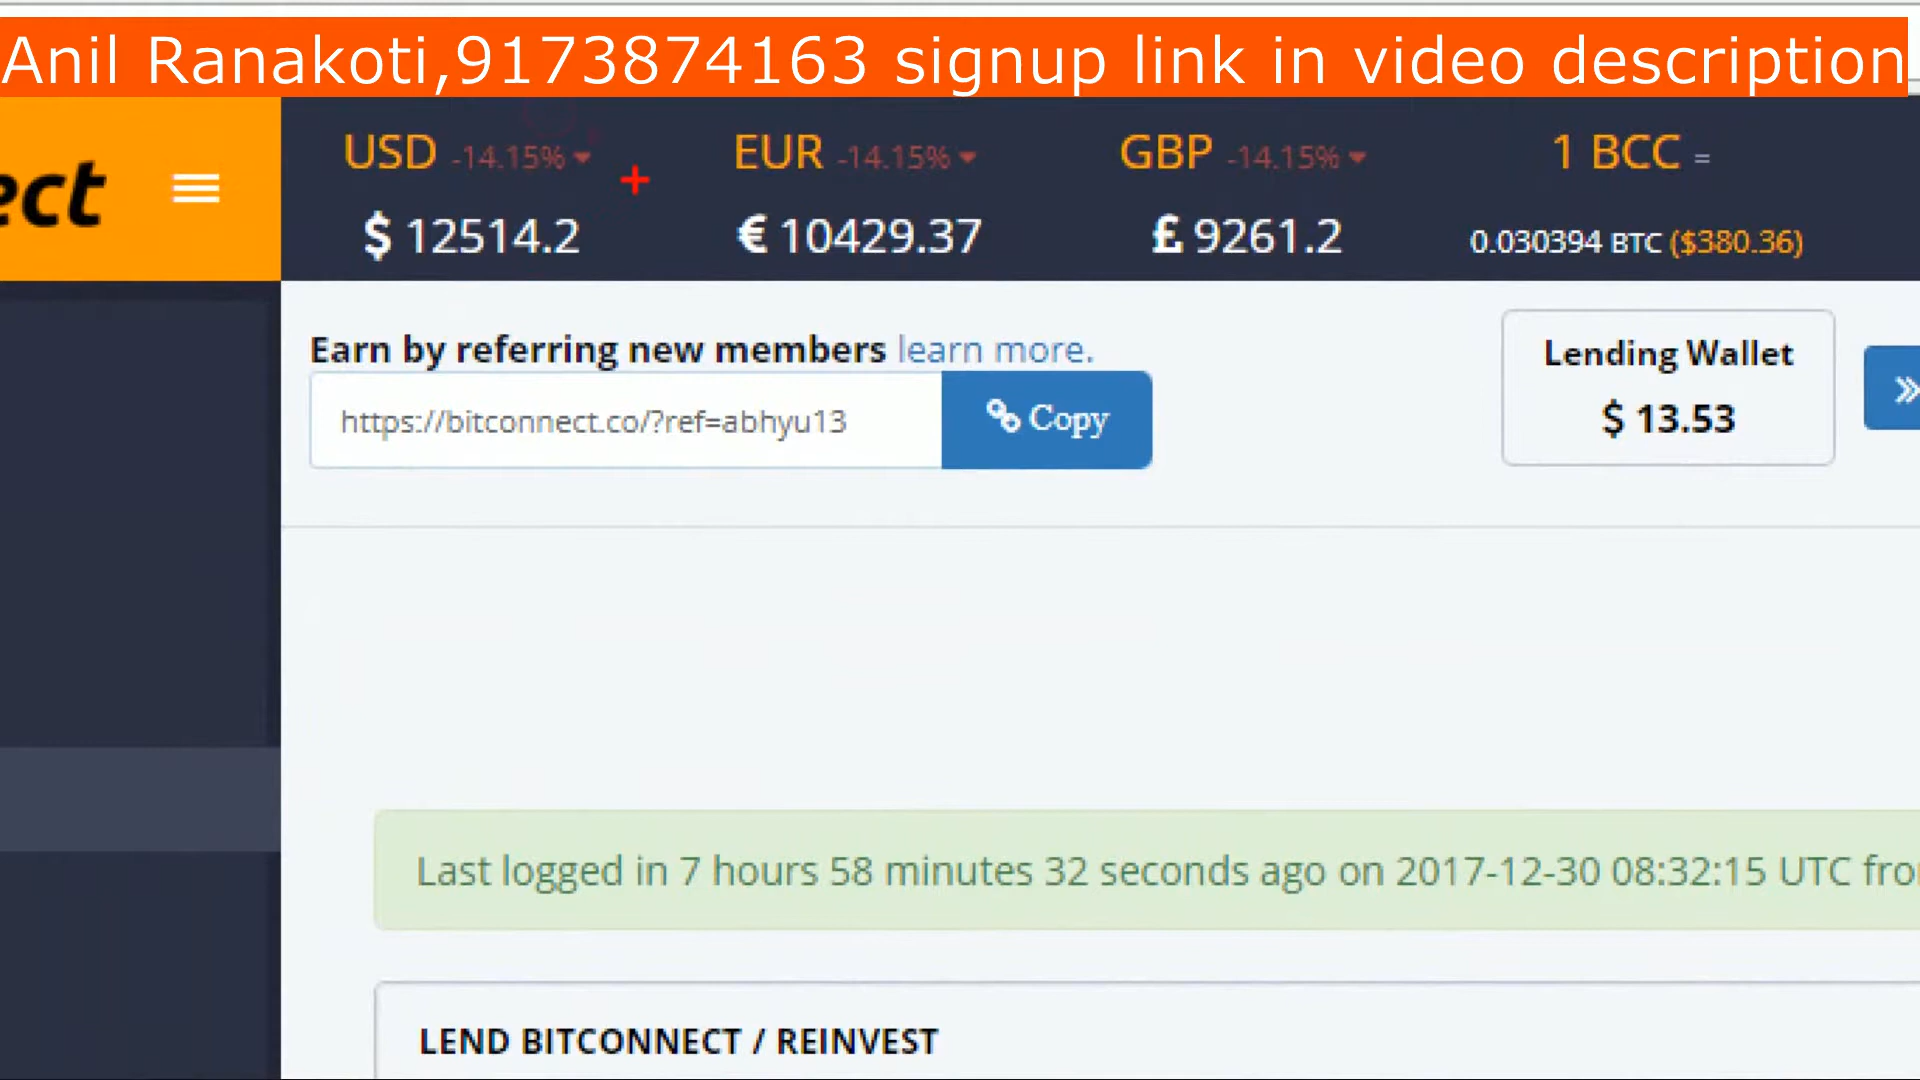 Anil Ranakoti,9173874163 signup link in video description
ect
USD -14.15% EUR -14.15% GBP -14.15% 1 BCC =
$ 12514.2 € 10429.37 £ 9261.2 0.030394 BTC ($380.36)
Earn by referring new members learn more.
https://bitconnect.co/?ref=abhyu13 Copy
Lending Wallet
$ 13.53
Last logged in 7 hours 58 minutes 32 seconds ago on 2017-12-30 08:32:15 UTC fro
LEND BITCONNECT / REINVEST